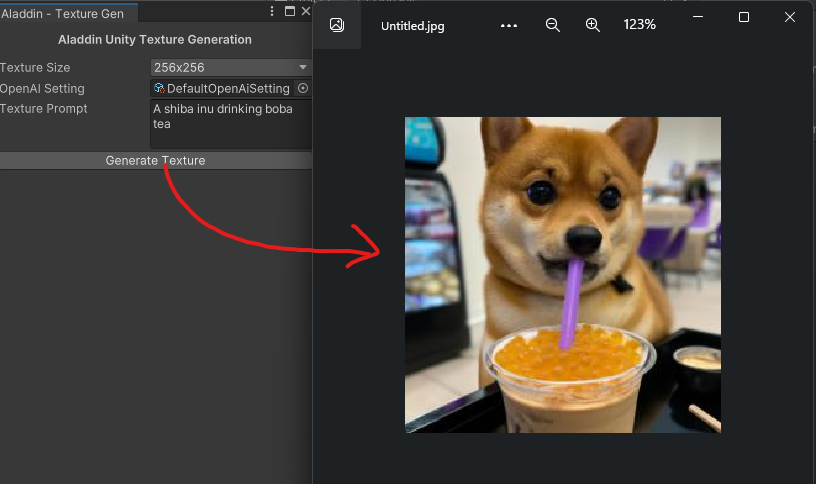 Aladdin - Texture Gen
Aladdin Unity Texture Generation
Texture Size
256x256
OpenAI Setting
DefaultOpenAiSetting
Texture Prompt
A shiba inu drinking boba
tea
Generate Texture
Untitled.jpg
123%